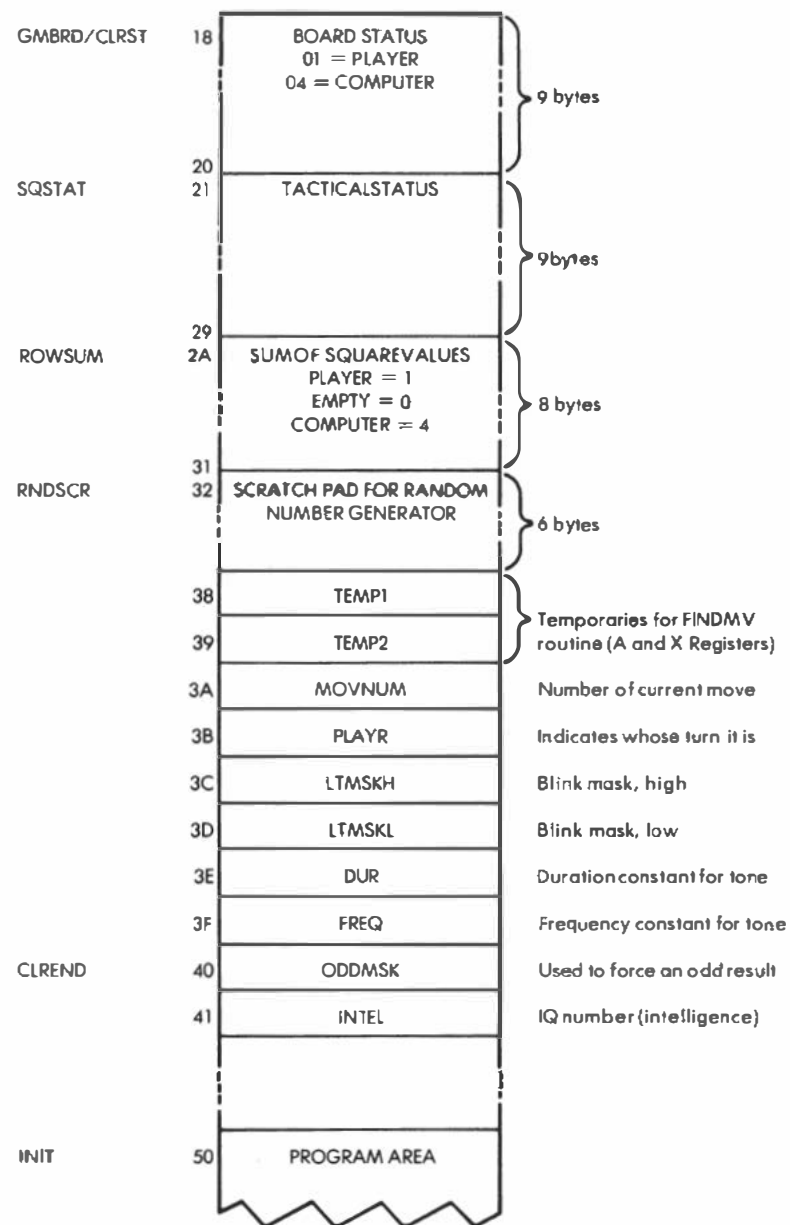 GMBRD/CLRST 18 BOARD STATUS
01 = PLAYER
04 = COMPUTER
9 bytes
20
SQSTAT 21 TACTICALSTATUS
9bytes
29
ROWSUM 2A SUMOF SQUAREVALUES
PLAYER = 1
EMPTY = 0
COMPUTER = 4
8 bytes
31
RNDSCR 32 SCRATCH PAD FOR RANDOM
NUMBER GENERATOR
6 bytes
38 TEMP1
Temporaries for FINDMV
39 TEMP2 routine (A and X Registers)
3A MOVNUM Number of current move
3B PLAYR Indicates whose turn it is
3C LTMSKH Blink mask, high
3D LTMSKL Blink mask, low
3E DUR Duration constant for tone
3F FREQ Frequency constant for tone
CLREND 40 ODDMSK Used to force an odd result
41 INTEL IQ number (intelligence)
INIT 50 PROGRAM AREA